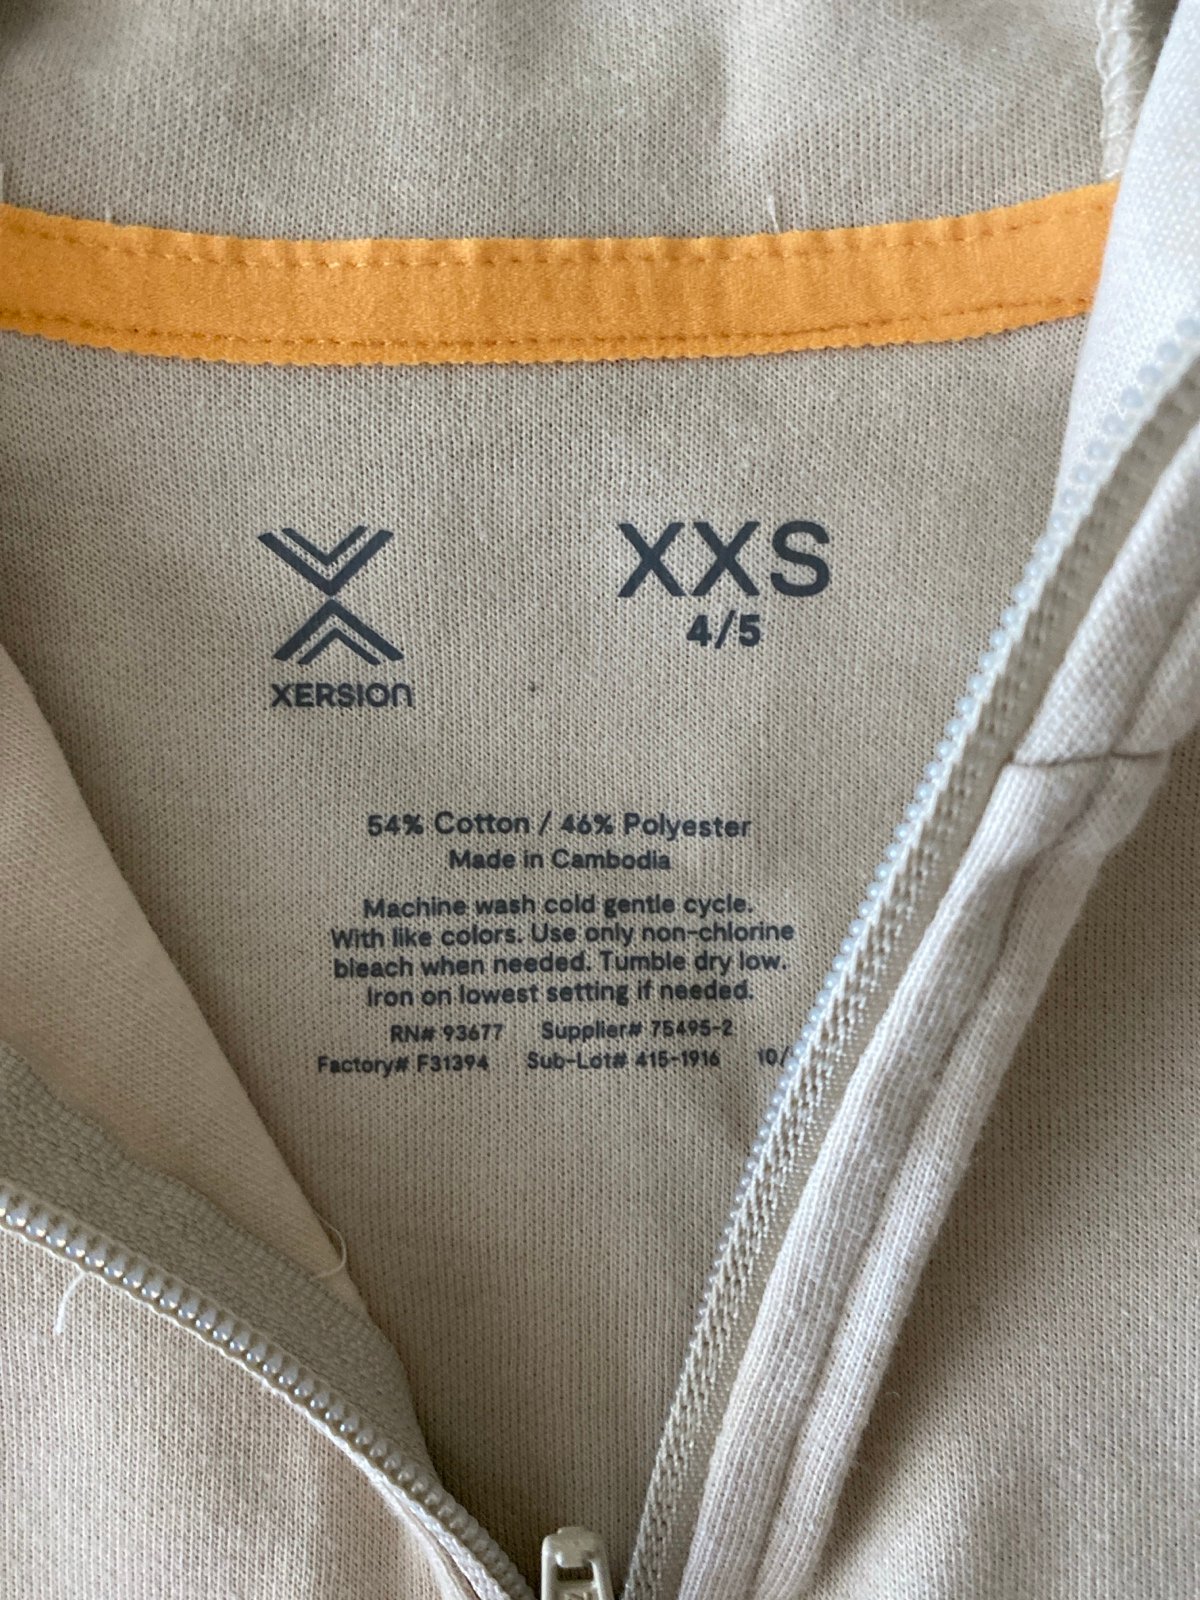 XXS
4/5
XERSION
54% Cotton / 46% Polyester
Made in Cambodia
Machine wash cold gentle cycle.
With like colors. Use only non-chlorine
bleach when needed. Tumble dry low.
Iron on lowest setting if needed.
RN# 93677 Supplier# 75495-2
Factory# F31394 Sub-Lot# 415-1916 10/